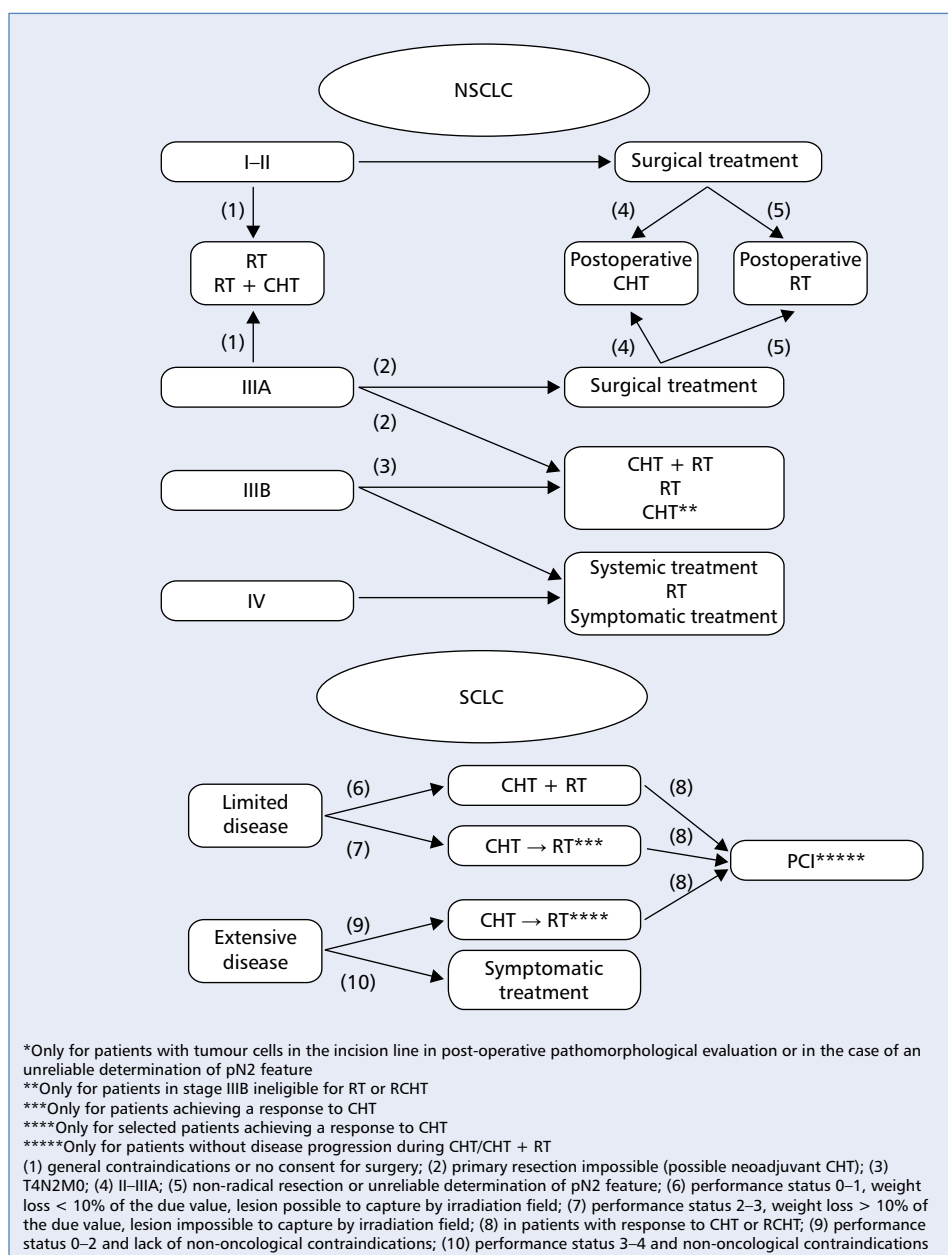 NSCLC
I–II
Surgical treatment
(1)
(4)
(5)
RT
RT + CHT
Postoperative
CHT
Postoperative
RT
(1)
(4)
(5)
IIIA
(2)
Surgical treatment
(2)
IIIB
(3)
CHT + RT
RT
CHT**
IV
Systemic treatment
RT
Symptomatic treatment
SCLC
Limited
disease
(6)
CHT + RT
(8)
(7)
CHT → RT***
(8)
PCI*****
(8)
Extensive
disease
(9)
CHT → RT****
(10)
Symptomatic
treatment
*Only for patients with tumour cells in the incision line in post-operative pathomorphological evaluation or in the case of an
unreliable determination of pN2 feature
**Only for patients in stage IIIB ineligible for RT or RCHT
***Only for patients achieving a response to CHT
****Only for selected patients achieving a response to CHT
*****Only for patients without disease progression during CHT/CHT + RT
(1) general contraindications or no consent for surgery; (2) primary resection impossible (possible neoadjuvant CHT); (3)
T4N2M0; (4) II–IIIA; (5) non-radical resection or unreliable determination of pN2 feature; (6) performance status 0–1, weight
loss < 10% of the due value, lesion possible to capture by irradiation field; (7) performance status 2–3, weight loss > 10% of
the due value, lesion impossible to capture by irradiation field; (8) in patients with response to CHT or RCHT; (9) performance
status 0–2 and lack of non-oncological contraindications; (10) performance status 3–4 and non-oncological contraindications